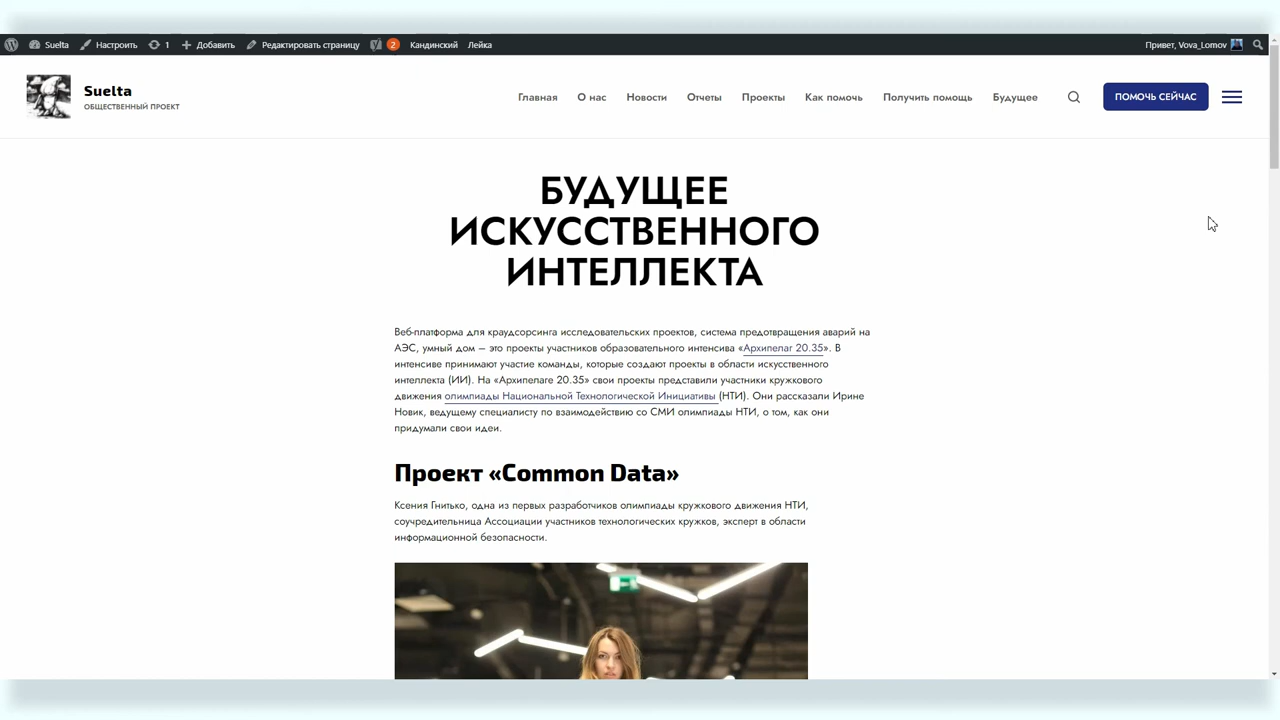 Suelta Настроить 1 Добавить Редактировать страницу 2 Кандинский Лейка Привет, Vova_Lomov
Suelta
ОБЩЕСТВЕННЫЙ ПРОЕКТ
Главная О нас Новости Отчеты Проекты Как помочь Получить помощь Будущее ПОМОЧЬ СЕЙЧАС
БУДУЩЕЕ
ИСКУССТВЕННОГО
ИНТЕЛЛЕКТА
Веб-платформа для краудсорсинга исследовательских проектов, система предотвращения аварий на
АЭС, умный дом – это проекты участников образовательного интенсива «Архипелаг 20.35». В
интенсиве принимают участие команды, которые создают проекты в области искусственного
интеллекта (ИИ). На «Архипелаге 20.35» свои проекты представили участники кружкового
движения олимпиады Национальной Технологической Инициативы (НТИ). Они рассказали Ирине
Новик, ведущему специалисту по взаимодействию со СМИ олимпиады НТИ, о том, как они
придумали свои идеи.
Проект «Common Data»
Ксения Гнитько, одна из первых разработчиков олимпиады кружкового движения НТИ,
соучредительница Ассоциации участников технологических кружков, эксперт в области
информационной безопасности.